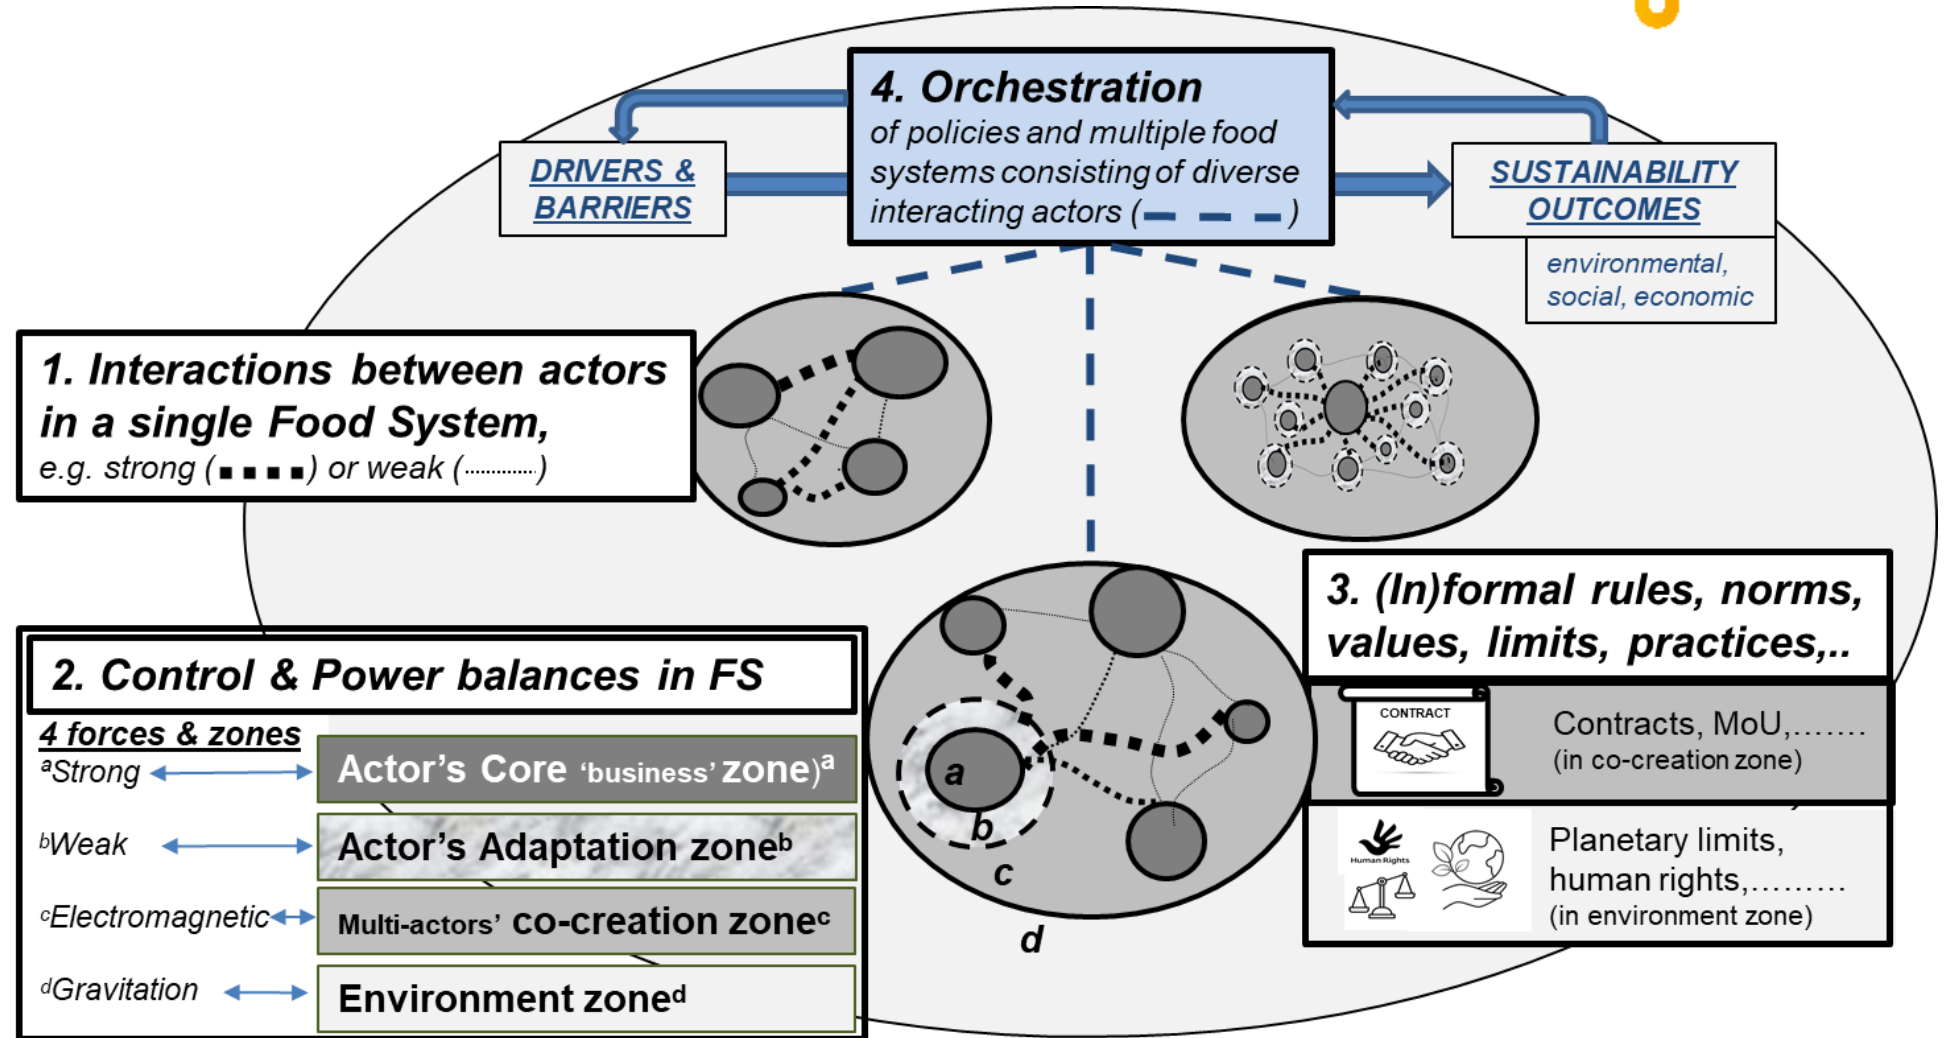 4. Orchestration
of policies and multiple food
systems consisting of diverse
interacting actors ( )
DRIVERS &
BARRIERS
SUSTAINABILITY
OUTCOMES
environmental,
social, economic
1. Interactions between actors
in a single Food System,
e.g. strong ( ) or weak (..............)
2. Control & Power balances in FS
4 forces & zones
ᵃStrong
Actor’s Core ‘business’ zone)ᵃ
ᵇWeak
Actor’s Adaptation zoneᵇ
ᶜElectromagnetic
Multi-actors’ co-creation zoneᶜ
ᵈGravitation
Environment zoneᵈ
a
b
c
d
3. (In)formal rules, norms,
values, limits, practices,..
CONTRACT
Contracts, MoU,.......
(in co-creation zone)
Human Rights
Planetary limits,
human rights,.........
(in environment zone)